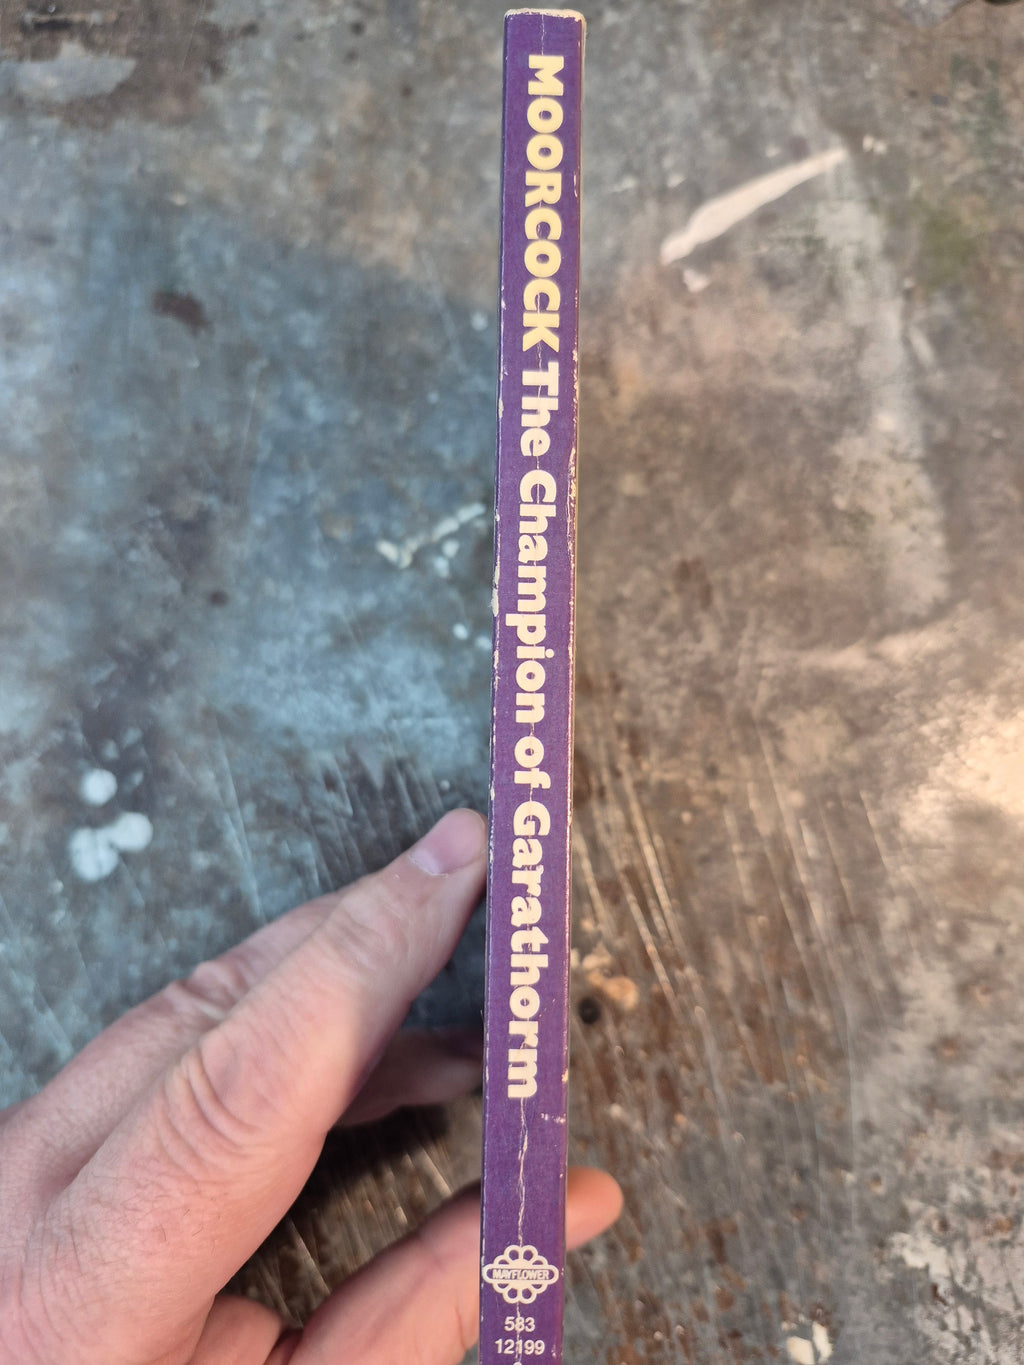 MOORCOCK The Champion of Garathorm
MAYFLOWER
583
12199